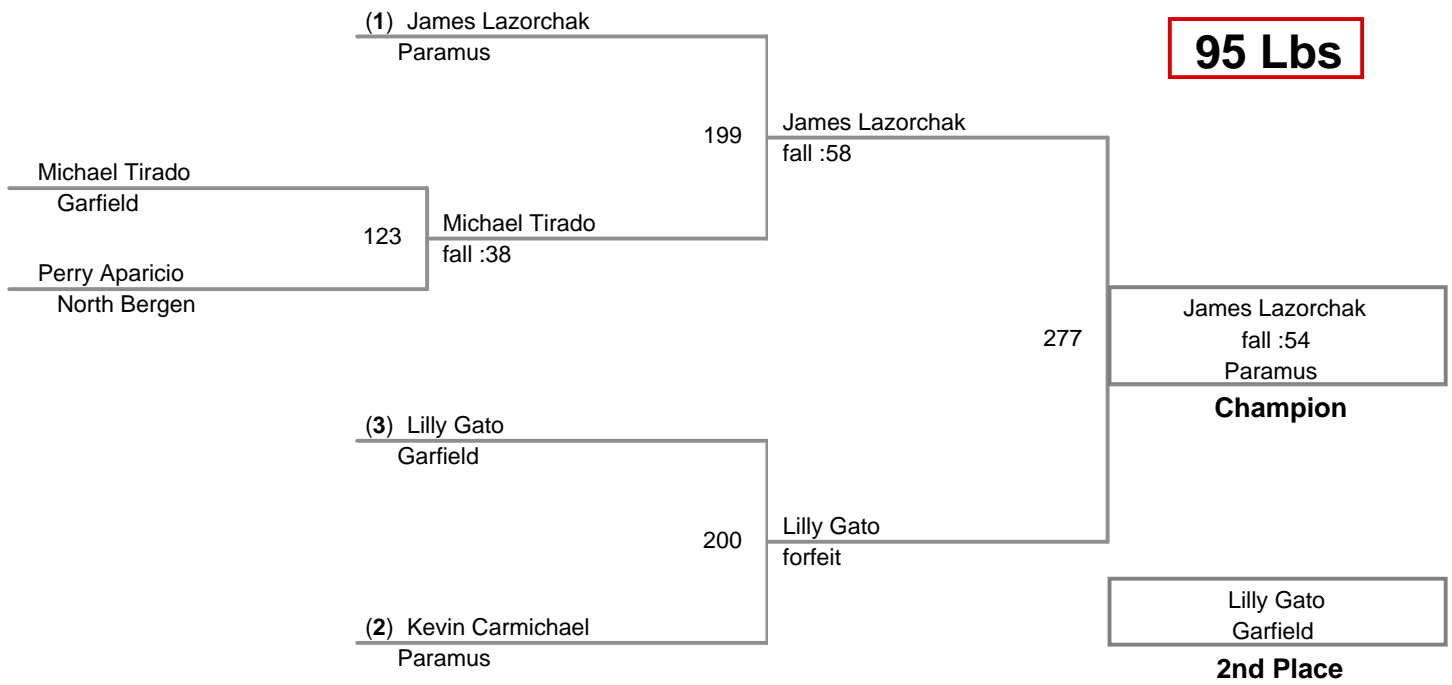 (1) James Lazorchak
Paramus
95 Lbs
199
James Lazorchak
fall :58
Michael Tirado
Garfield
123
Michael Tirado
fall :38
Perry Aparicio
North Bergen
277
James Lazorchak
fall :54
Paramus
Champion
(3) Lilly Gato
Garfield
200
Lilly Gato
forfeit
(2) Kevin Carmichael
Paramus
Lilly Gato
Garfield
2nd Place